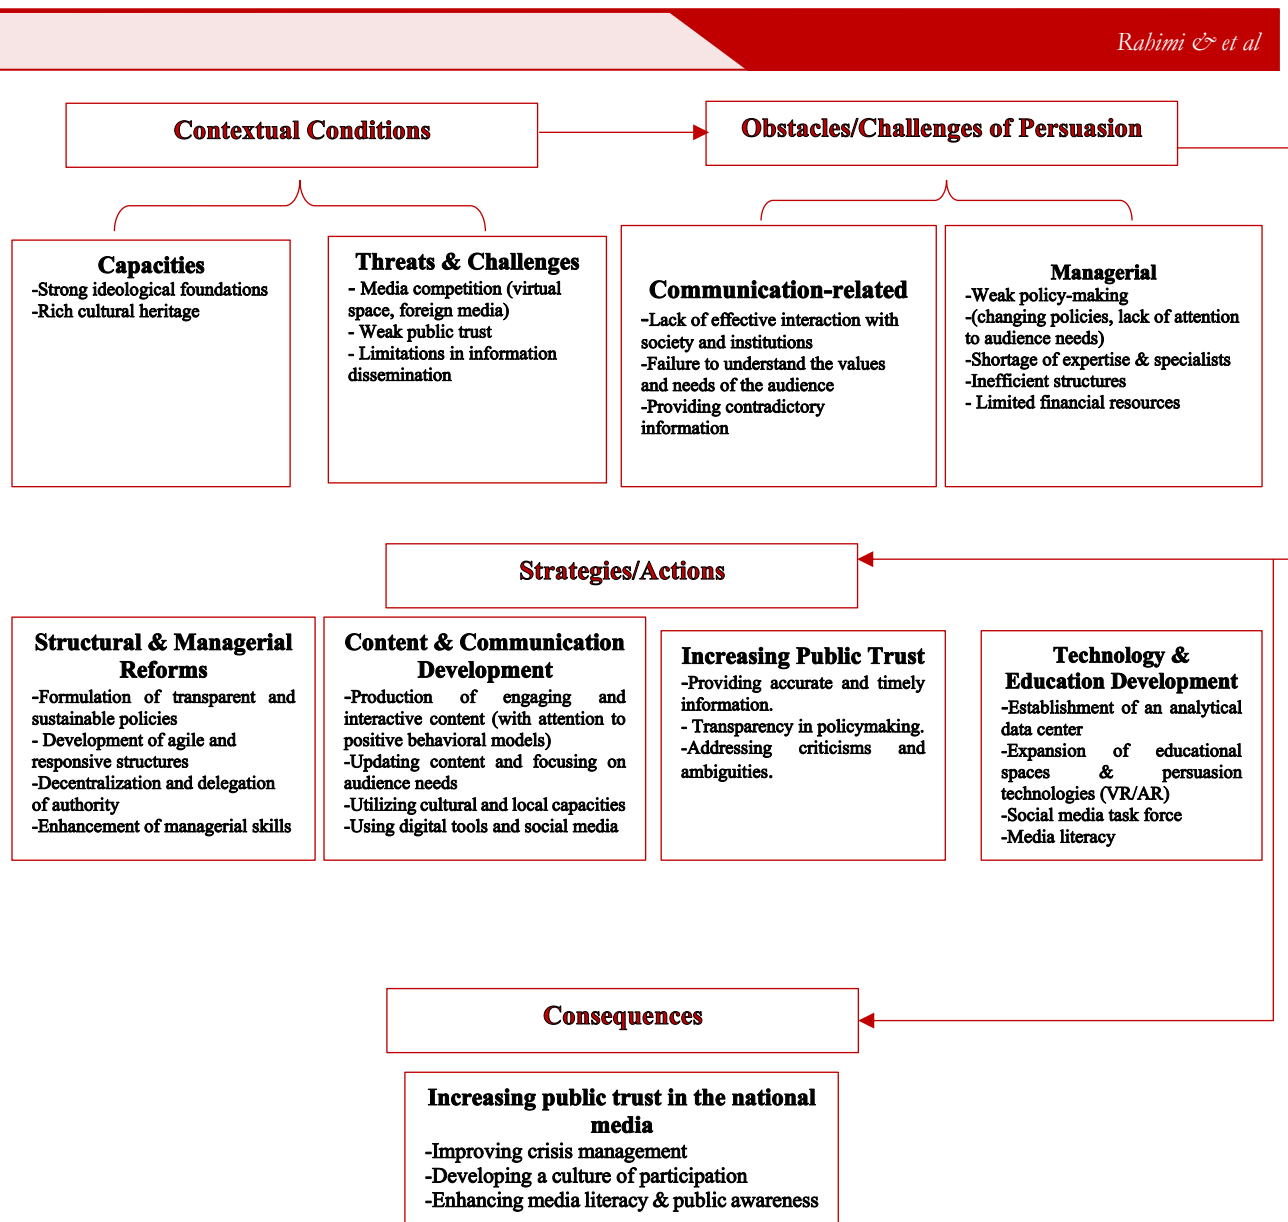 Rahimi & et al
Contextual Conditions
Obstacles/Challenges of Persuasion
Capacities
-Strong ideological foundations
-Rich cultural heritage
Threats & Challenges
- Media competition (virtual
space, foreign media)
- Weak public trust
- Limitations in information
dissemination
Communication-related
-Lack of effective interaction with
society and institutions
-Failure to understand the values
and needs of the audience
-Providing contradictory
information
Managerial
-Weak policy-making
-(changing policies, lack of attention
to audience needs)
-Shortage of expertise & specialists
-Inefficient structures
- Limited financial resources
Strategies/Actions
Structural & Managerial
Reforms
-Formulation of transparent and
sustainable policies
- Development of agile and
responsive structures
-Decentralization and delegation
of authority
-Enhancement of managerial skills
Content & Communication
Development
-Production of engaging and
interactive content (with attention to
positive behavioral models)
-Updating content and focusing on
audience needs
-Utilizing cultural and local capacities
-Using digital tools and social media
Increasing Public Trust
-Providing accurate and timely
information.
- Transparency in policymaking.
-Addressing criticisms and
ambiguities.
Technology &
Education Development
-Establishment of an analytical
data center
-Expansion of educational
spaces & persuasion
technologies (VR/AR)
-Social media task force
-Media literacy
Consequences
Increasing public trust in the national
media
-Improving crisis management
-Developing a culture of participation
-Enhancing media literacy & public awareness